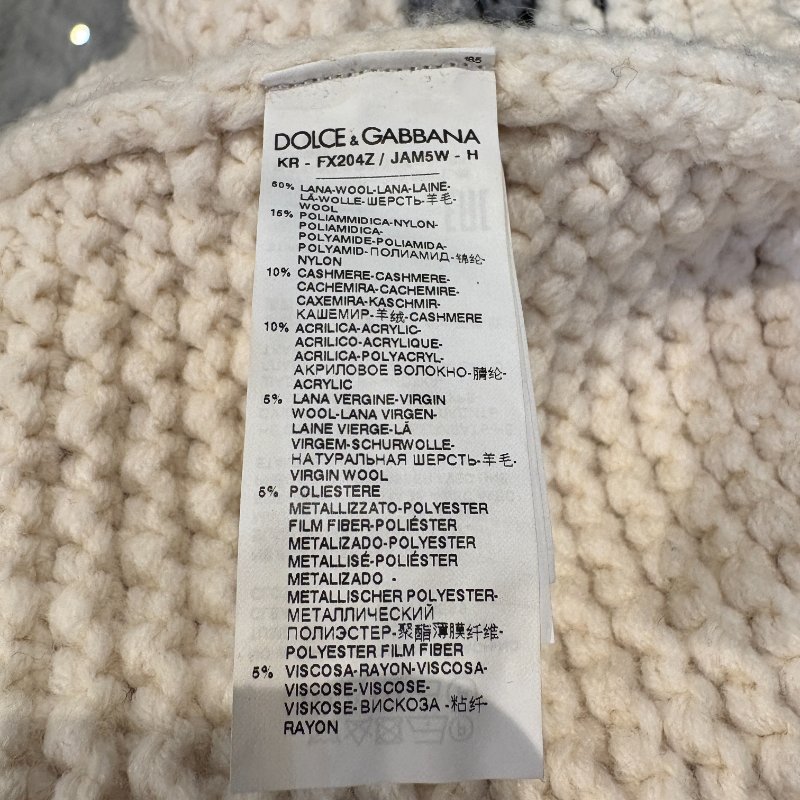 185
DOLCE & GABBANA
KR - FX204Z / JAM5W - H
50% LANA-WOOL-LANA-LAINE-
LÃ-WOLLE-ШЕРСТЬ-羊毛-
WOOL
15% POLIAMMIDICA-NYLON-
POLIAMIDICA-
POLYAMIDE-POLIAMIDA-
POLYAMID-ПОЛИАМИД-锦纶-
NYLON
10% CASHMERE-CASHMERE-
CACHEMIRA-CACHEMIRE-
CAXEMIRA-KASCHMIR-
КАШЕМИР-羊绒-CASHMERE
10% ACRILICA-ACRYLIC-
ACRILICO-ACRYLIQUE-
ACRILICA-POLYACRYL-
АКРИЛОВОЕ ВОЛОКНО-腈纶-
ACRYLIC
5% LANA VERGINE-VIRGIN
WOOL-LANA VIRGEN-
LAINE VIERGE-LÃ
VIRGEM-SCHURWOLLE-
НАТУРАЛЬНАЯ ШЕРСТЬ-羊毛-
VIRGIN WOOL
5% POLIESTERE
METALLIZZATO-POLYESTER
FILM FIBER-POLIÉSTER
METALIZADO-POLYESTER
METALLISÉ-POLIÉSTER
METALIZADO -
METALLISCHER POLYESTER-
МЕТАЛЛИЧЕСКИЙ
ПОЛИЭСТЕР-聚酯薄膜纤维-
POLYESTER FILM FIBER
5% VISCOSA-RAYON-VISCOSA-
VISCOSE-VISCOSE-
VISKOSE-ВИСКОЗА -粘纤-
RAYON